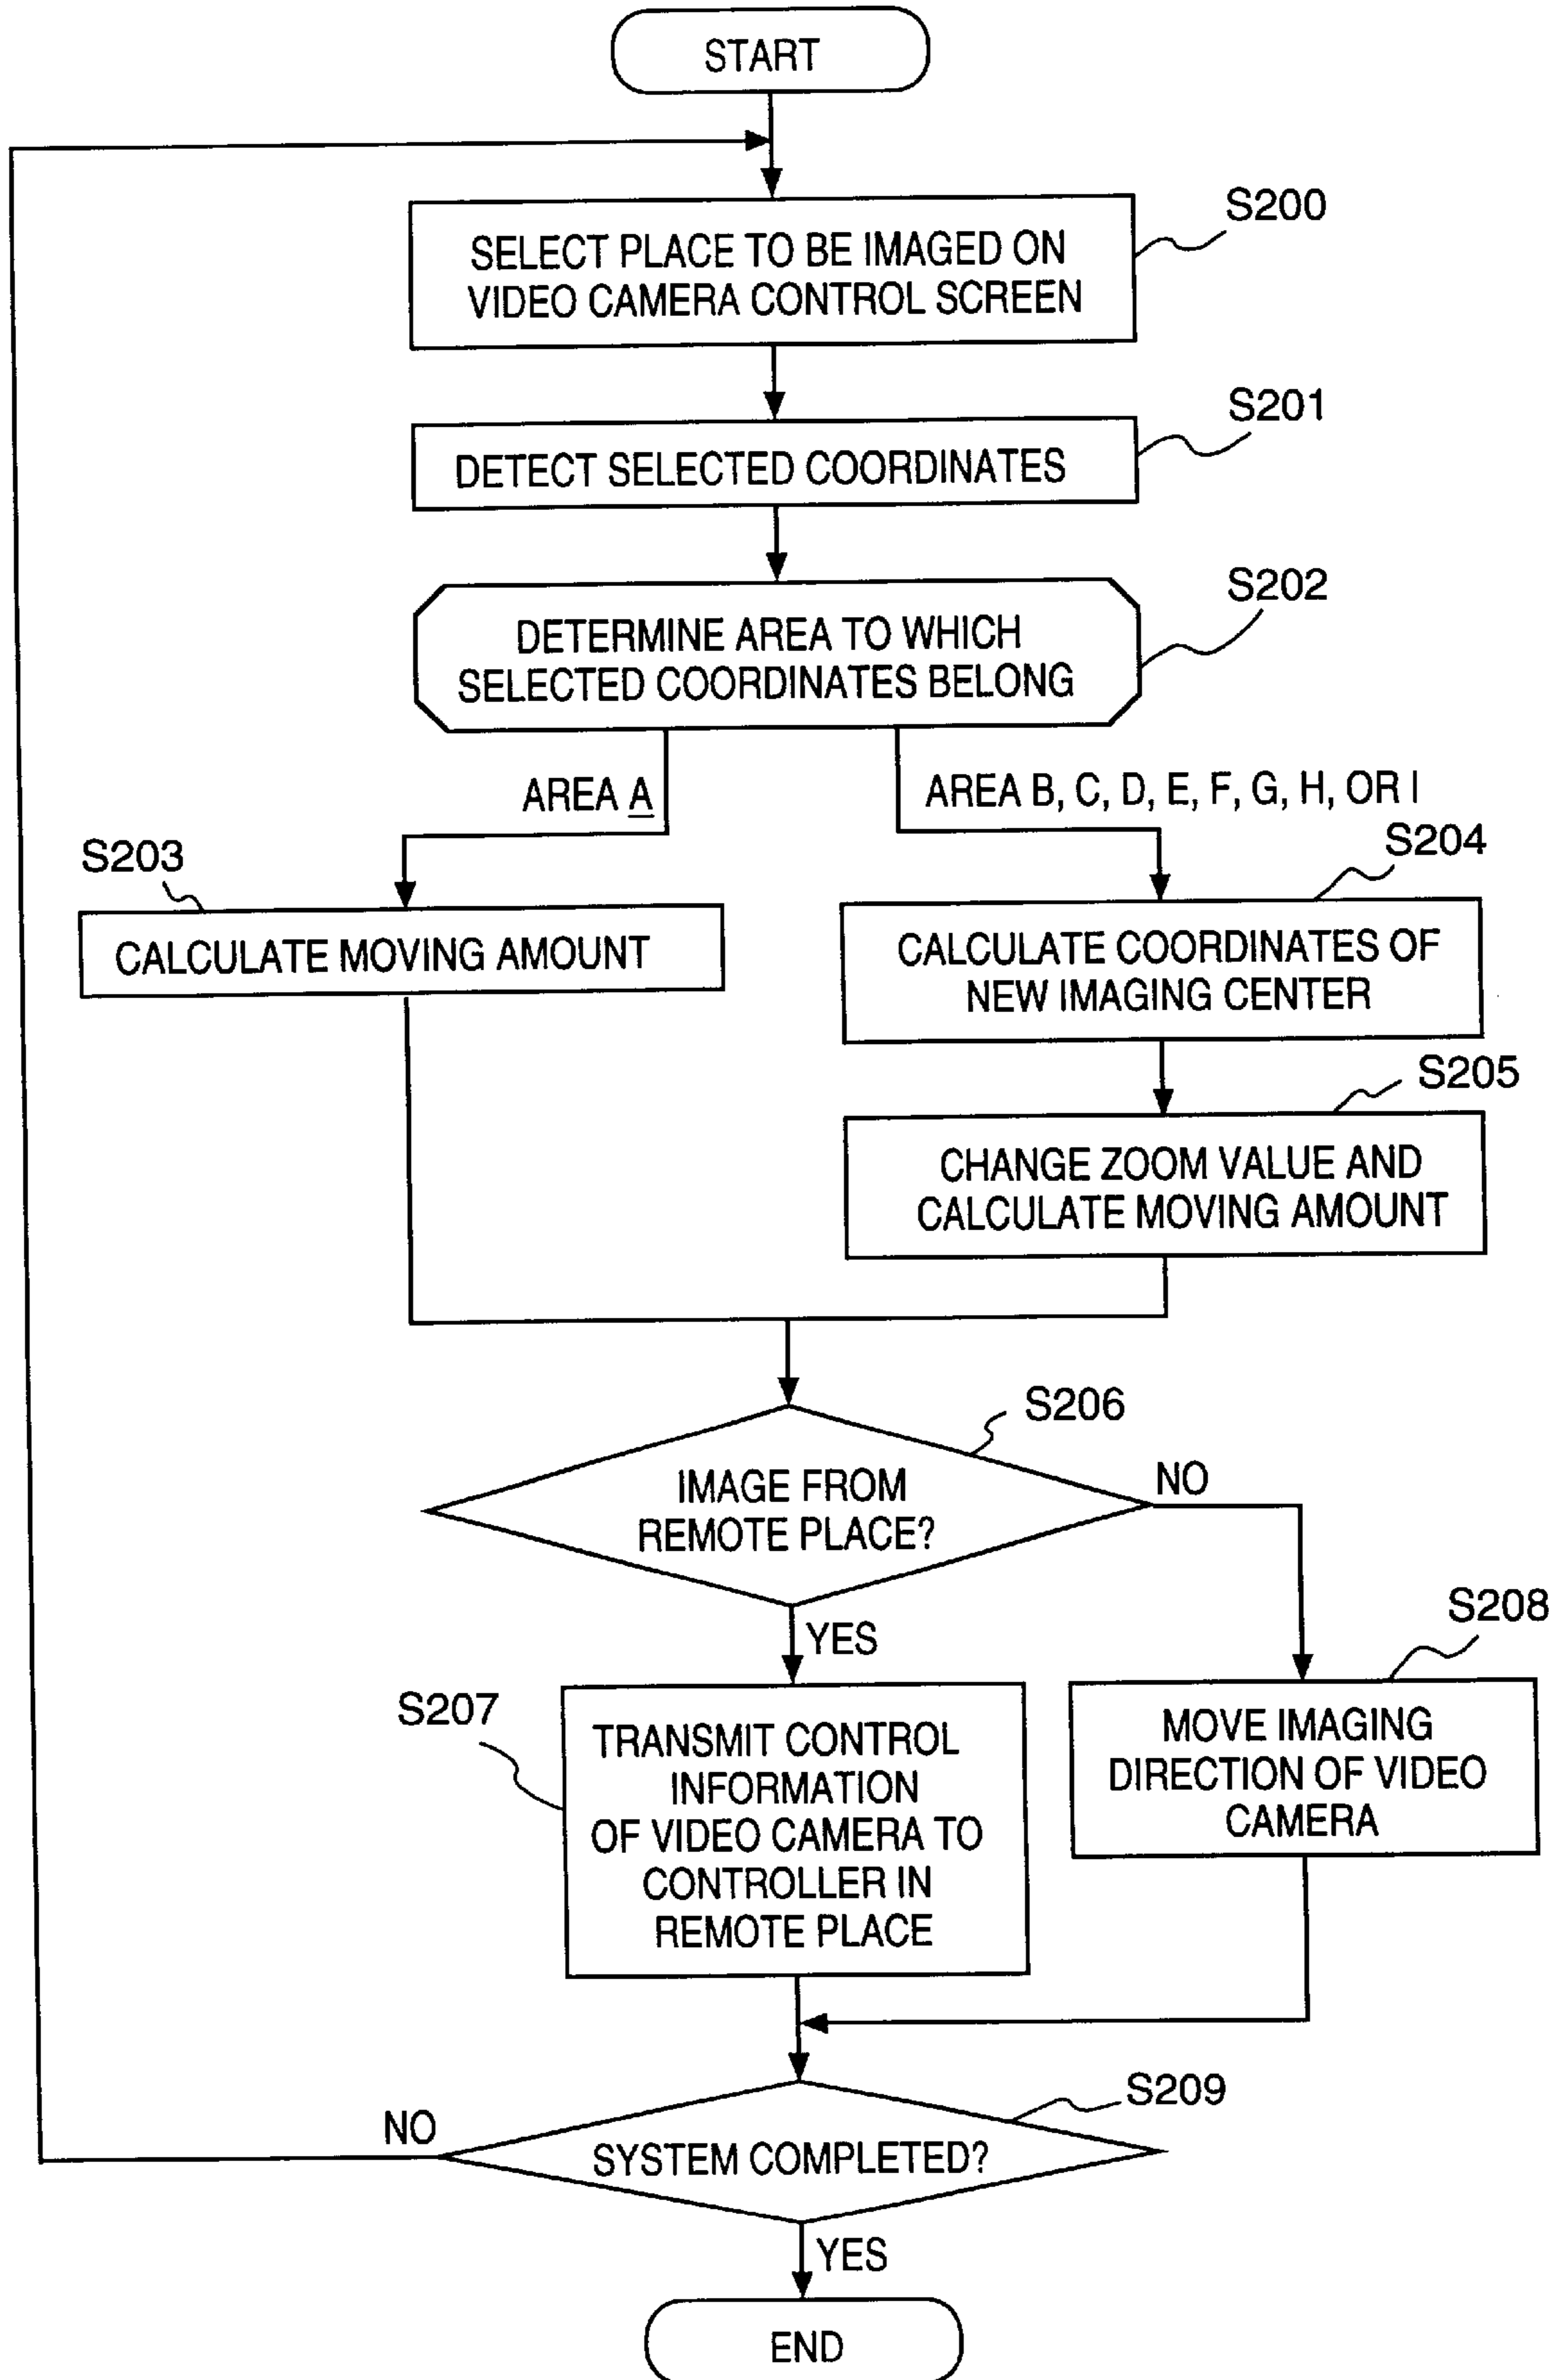 START
S200
SELECT PLACE TO BE IMAGED ON
VIDEO CAMERA CONTROL SCREEN
S201
DETECT SELECTED COORDINATES
S202
DETERMINE AREA TO WHICH
SELECTED COORDINATES BELONG
AREA A
AREA B, C, D, E, F, G, H, OR I
S203
CALCULATE MOVING AMOUNT
S204
CALCULATE COORDINATES OF
NEW IMAGING CENTER
S205
CHANGE ZOOM VALUE AND
CALCULATE MOVING AMOUNT
S206
IMAGE FROM
REMOTE PLACE?
NO
YES
S207
TRANSMIT CONTROL
INFORMATION
OF VIDEO CAMERA TO
CONTROLLER IN
REMOTE PLACE
S208
MOVE IMAGING
DIRECTION OF VIDEO
CAMERA
S209
NO
SYSTEM COMPLETED?
YES
END